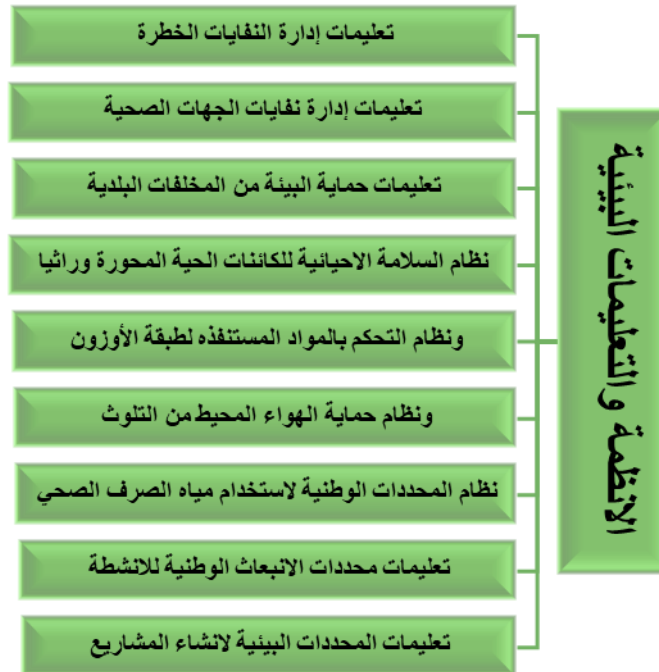 الانظمة والتعليمات البيئية
تعليمات إدارة النفايات الخطرة
تعليمات إدارة نفايات الجهات الصحية
تعليمات حماية البيئة من المخلفات البلدية
نظام السلامة الاحيائية للكائنات الحية المحورة وراثيا
ونظام التحكم بالمواد المستنفذه لطبقة الأوزون
ونظام حماية الهواء المحيط من التلوث
نظام المحددات الوطنية لاستخدام مياه الصرف الصحي
تعليمات محددات الانبعاث الوطنية للانشطة
تعليمات المحددات البيئية لانشاء المشاريع